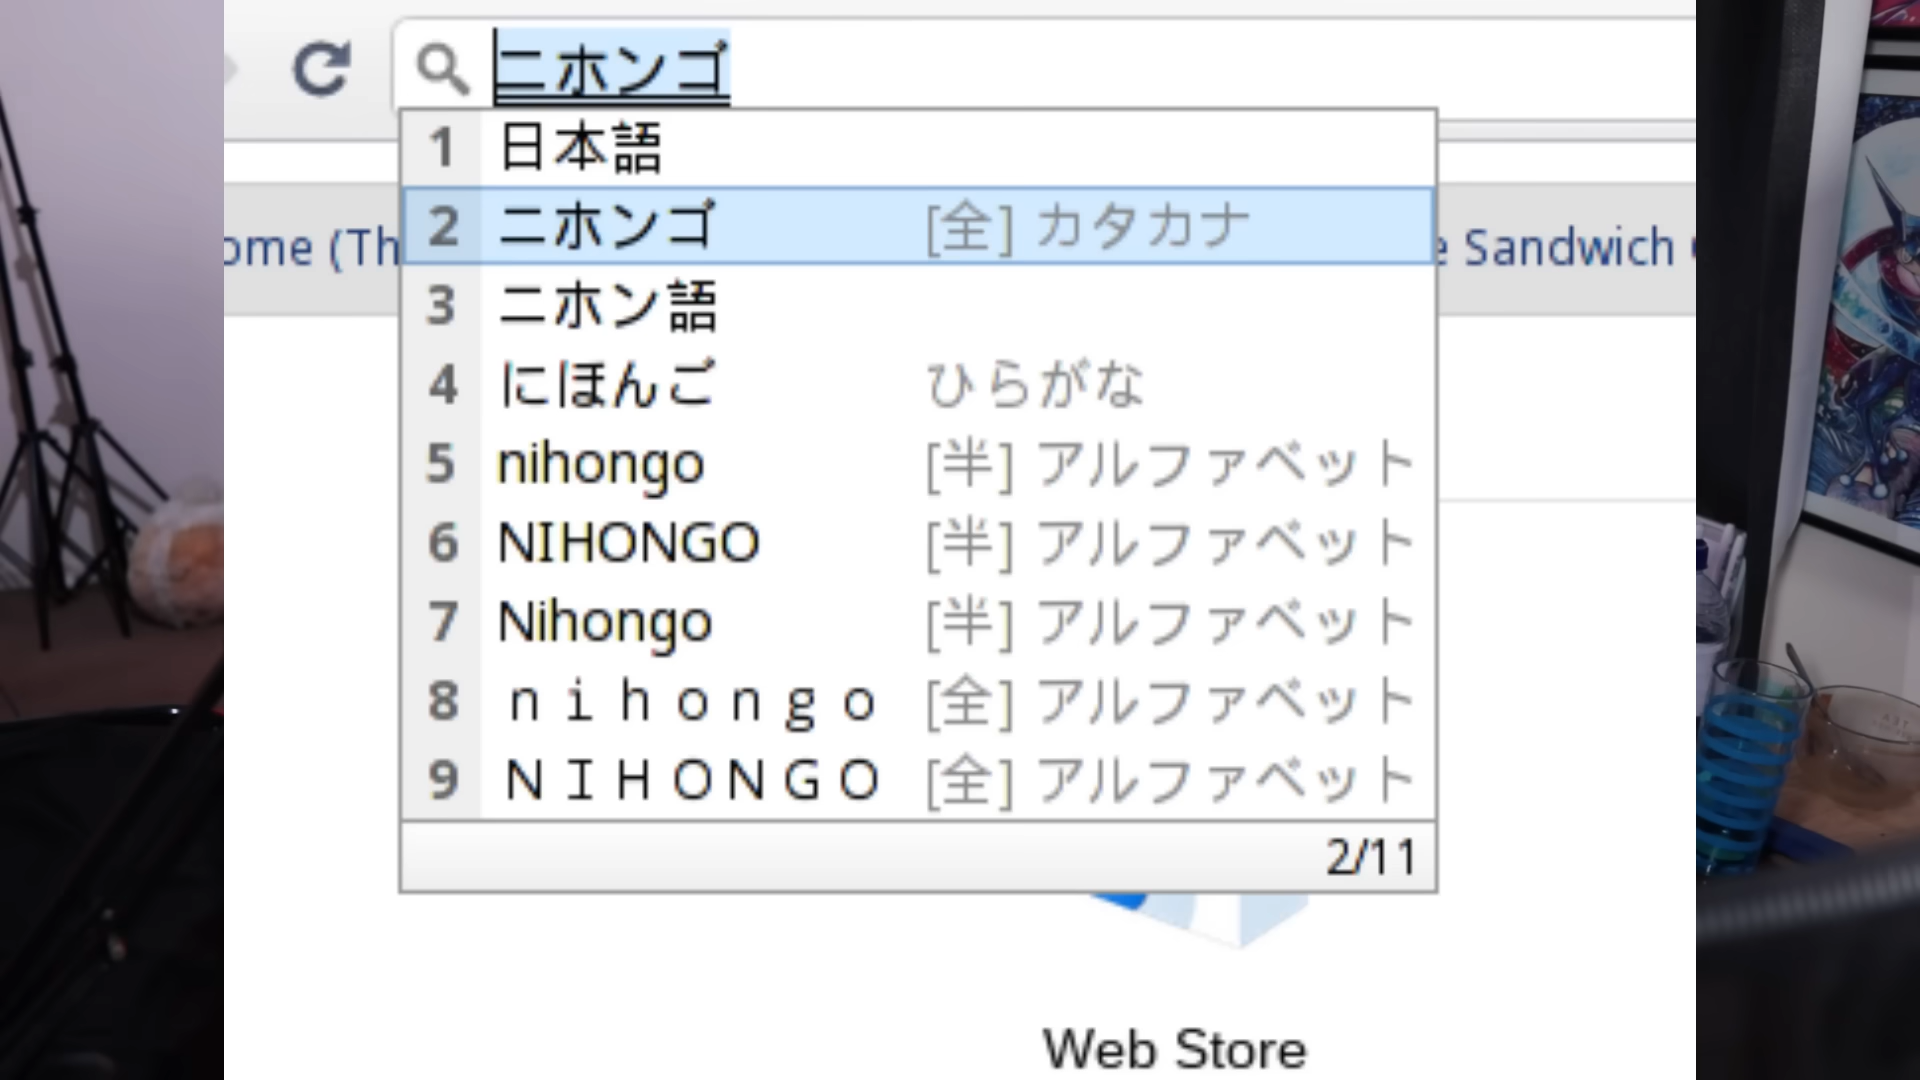 ニホンゴ
1 日本語
2 ニホンゴ [全] カタカナ
ome (Th
e Sandwich
3 ニホン語
4 にほんご ひらがな
5 nihongo [半] アルファベット
6 NIHONGO [半] アルファベット
7 Nihongo [半] アルファベット
8 ｎｉｈｏｎｇｏ [全] アルファベット
9 ＮＩＨＯＮＧＯ [全] アルファベット
2/11
Web Store